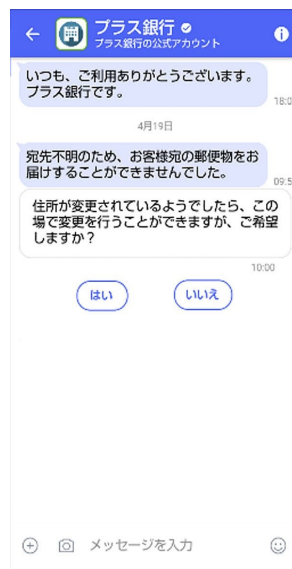 プラス銀行
プラス銀行の公式アカウント
いつも、ご利用ありがとうございます。
プラス銀行です。
18:0
4月19日
宛先不明のため、お客様宛の郵便物をお
届けすることができませんでした。
09:5
住所が変更されているようでしたら、この
場で変更を行うことができますが、ご希望
しますか？
10:00
はい
いいえ
メッセージを入力